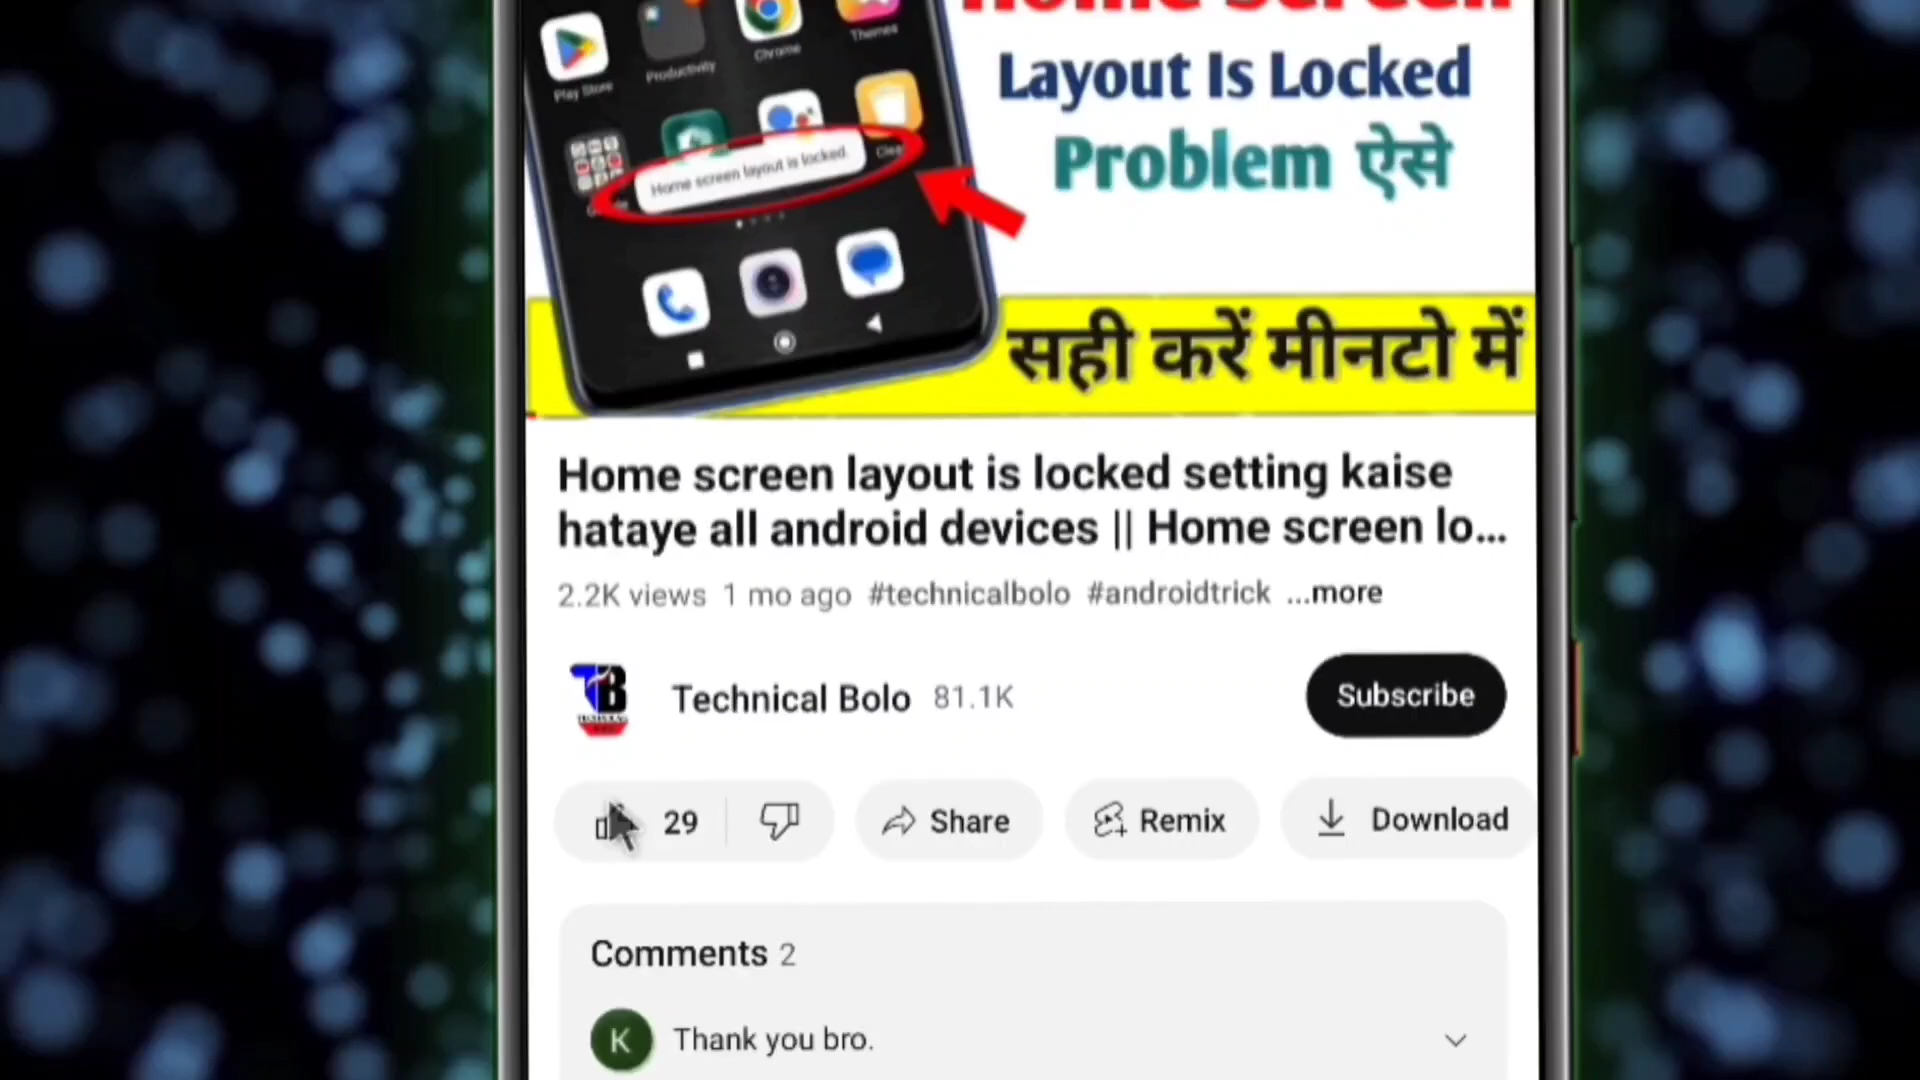 Home Screen
Layout Is Locked
Problem ऐसे
Play Store
Productivity
Chrome
Themes
Home screen layout is locked.
सही करें मीनटो में
Home screen layout is locked setting kaise
hataye all android devices || Home screen lo...
2.2K views 1 mo ago #technicalbolo #androidtrick ...more
Technical Bolo 81.1K
Subscribe
29
Share
Remix
Download
Comments 2
K
Thank you bro.